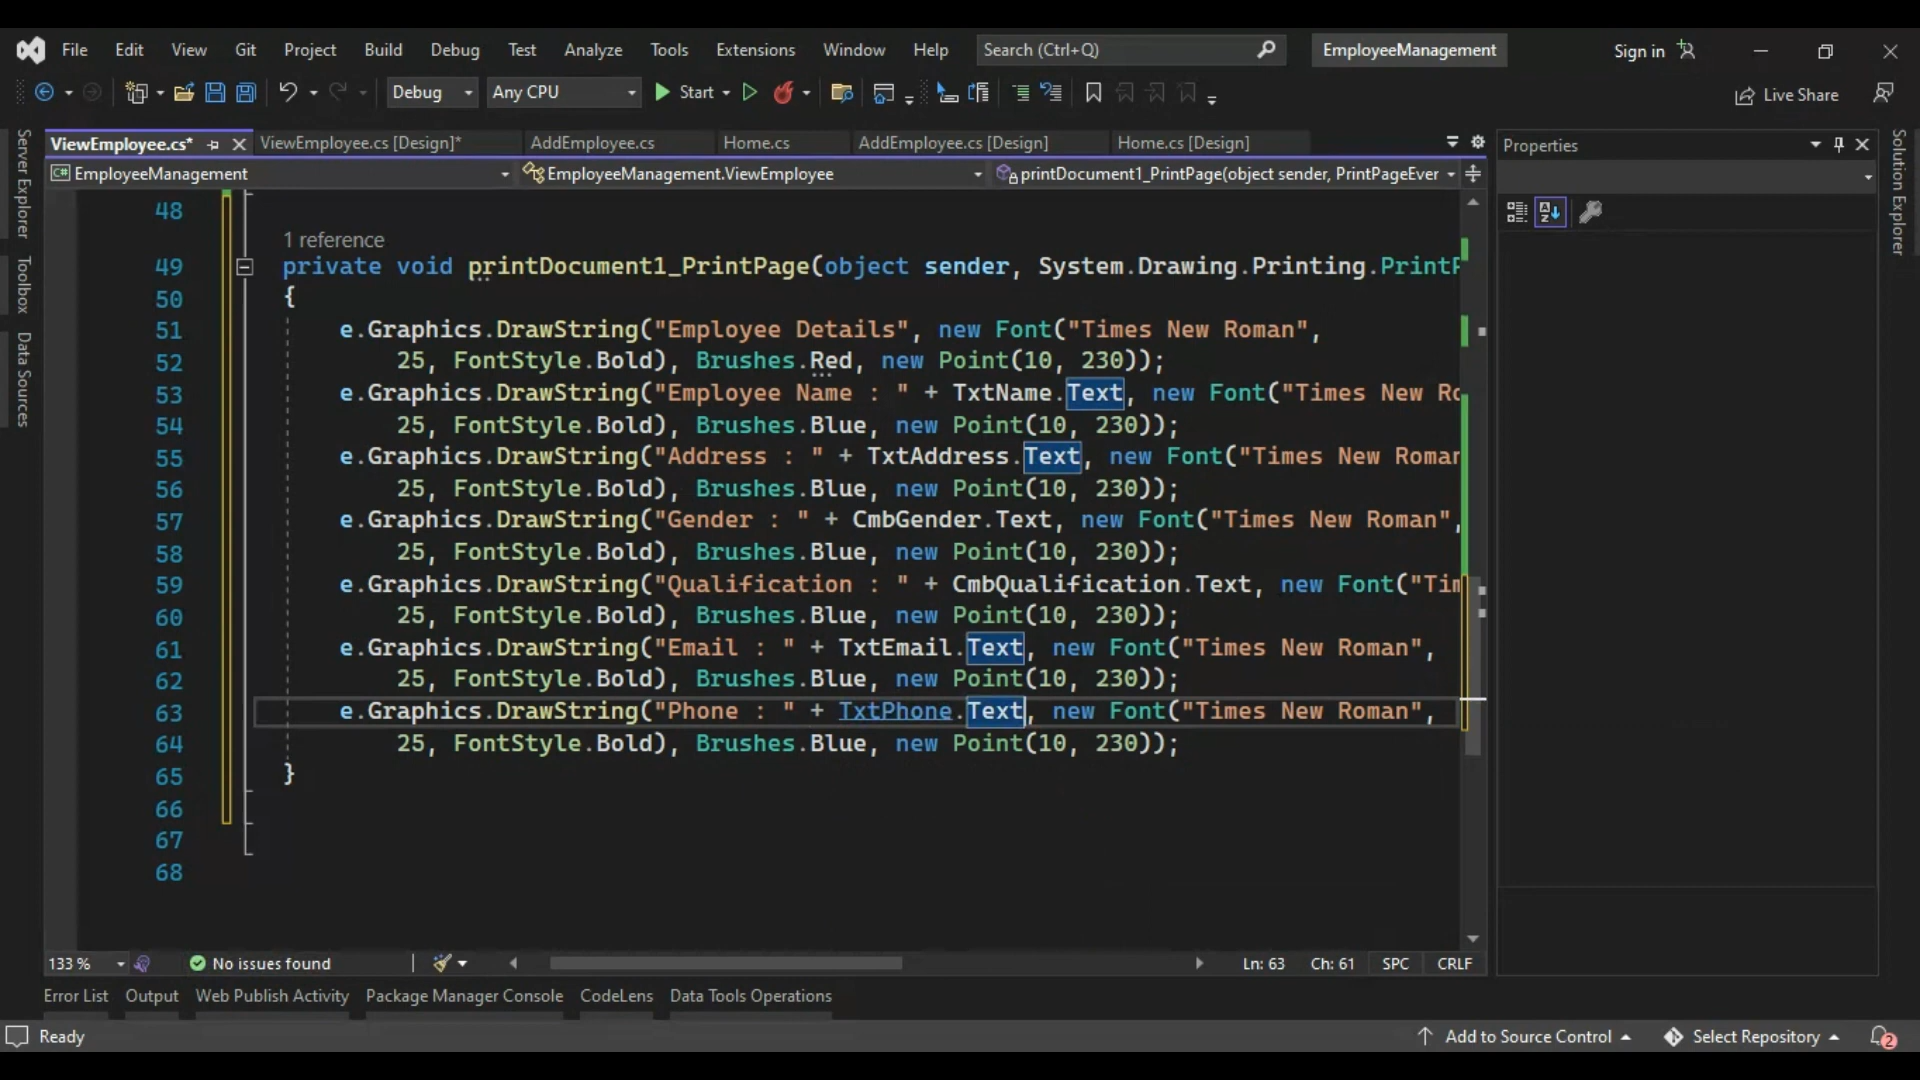 File Edit View Git Project Build Debug Test Analyze Tools Extensions Window Help Search (Ctrl+Q) EmployeeManagement Sign in
Debug Any CPU Start Live Share
ViewEmployee.cs* ViewEmployee.cs [Design]* AddEmployee.cs Home.cs AddEmployee.cs [Design] Home.cs [Design] Properties
EmployeeManagement EmployeeManagement.ViewEmployee printDocument1_PrintPage(object sender, PrintPageEver
Server Explorer
Toolbox
Data Sources
Solution Explorer
48
1 reference
49 private void printDocument1_PrintPage(object sender, System.Drawing.Printing.PrintP
50 {
51 e.Graphics.DrawString("Employee Details", new Font("Times New Roman",
52 25, FontStyle.Bold), Brushes.Red, new Point(10, 230));
53 e.Graphics.DrawString("Employee Name : " + TxtName.Text, new Font("Times New Ro
54 25, FontStyle.Bold), Brushes.Blue, new Point(10, 230));
55 e.Graphics.DrawString("Address : " + TxtAddress.Text, new Font("Times New Roman
56 25, FontStyle.Bold), Brushes.Blue, new Point(10, 230));
57 e.Graphics.DrawString("Gender : " + CmbGender.Text, new Font("Times New Roman",
58 25, FontStyle.Bold), Brushes.Blue, new Point(10, 230));
59 e.Graphics.DrawString("Qualification : " + CmbQualification.Text, new Font("Tim
60 25, FontStyle.Bold), Brushes.Blue, new Point(10, 230));
61 e.Graphics.DrawString("Email : " + TxtEmail.Text, new Font("Times New Roman",
62 25, FontStyle.Bold), Brushes.Blue, new Point(10, 230));
63 e.Graphics.DrawString("Phone : " + TxtPhone.Text, new Font("Times New Roman",
64 25, FontStyle.Bold), Brushes.Blue, new Point(10, 230));
65 }
66
67
68
133 % No issues found Ln: 63 Ch: 61 SPC CRLF
Error List Output Web Publish Activity Package Manager Console CodeLens Data Tools Operations
Ready Add to Source Control Select Repository 2